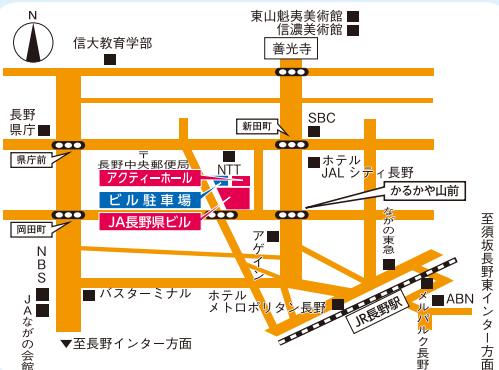 N
東山魁夷美術館
信濃美術館
善光寺
信大教育学部
長野
県庁
県庁前
新田町
SBC
〒
長野中央郵便局
NTT
ホテル
JALシティ長野
アクティーホール
ビル駐車場
JA長野県ビル
かるかや山前
岡田町
アゲイン
ながの東急
NBS
JAながの会館
バスターミナル
ホテル
メトロポリタン長野
JR長野駅
メルパルク長野
ABN
至須坂長野東インター方面
▼至長野インター方面